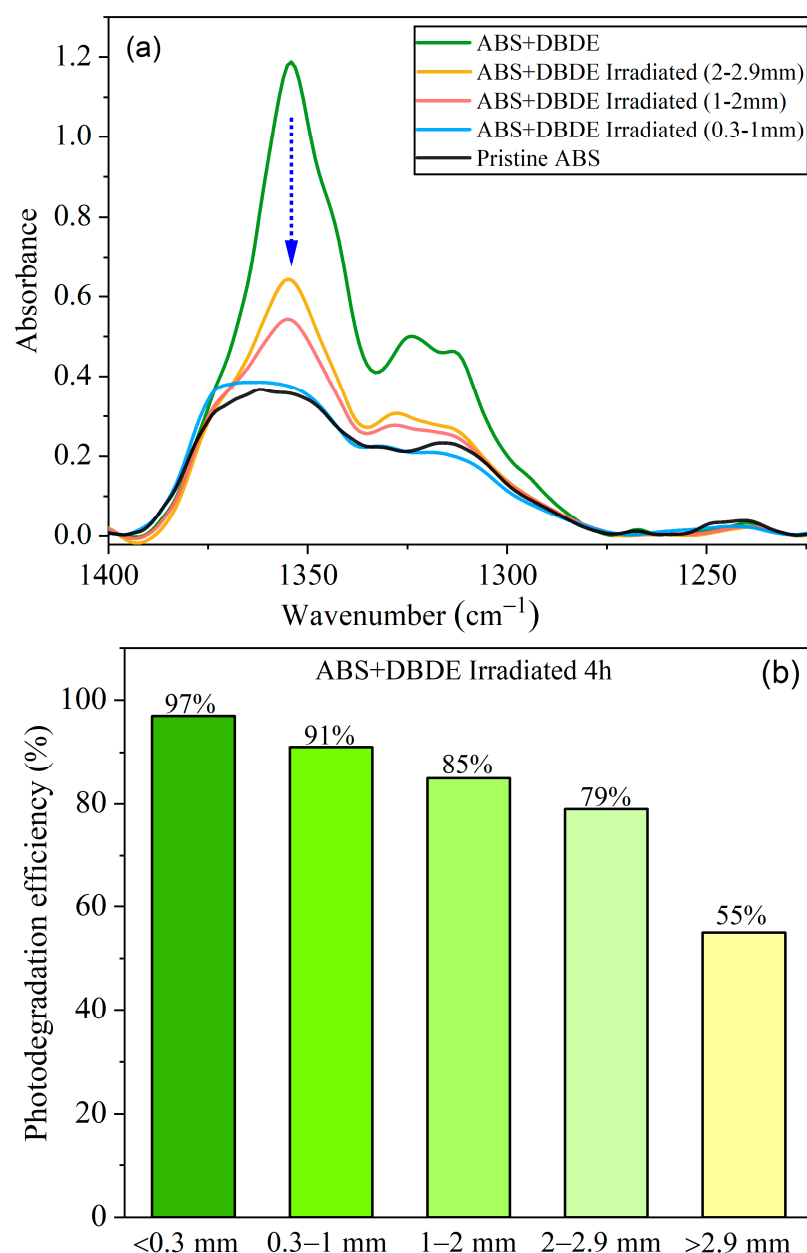 (a)
ABS+DBDE
ABS+DBDE Irradiated (2-2.9mm)
ABS+DBDE Irradiated (1-2mm)
ABS+DBDE Irradiated (0.3-1mm)
Pristine ABS
1.2
1.0
0.8
0.6
0.4
0.2
0.0
Absorbance
1400 1350 1300 1250
Wavenumber (cm⁻¹)
ABS+DBDE Irradiated 4h (b)
100
80
60
40
20
0
Photodegradation efficiency (%)
97%
91%
85%
79%
55%
<0.3 mm 0.3–1 mm 1–2 mm 2–2.9 mm >2.9 mm